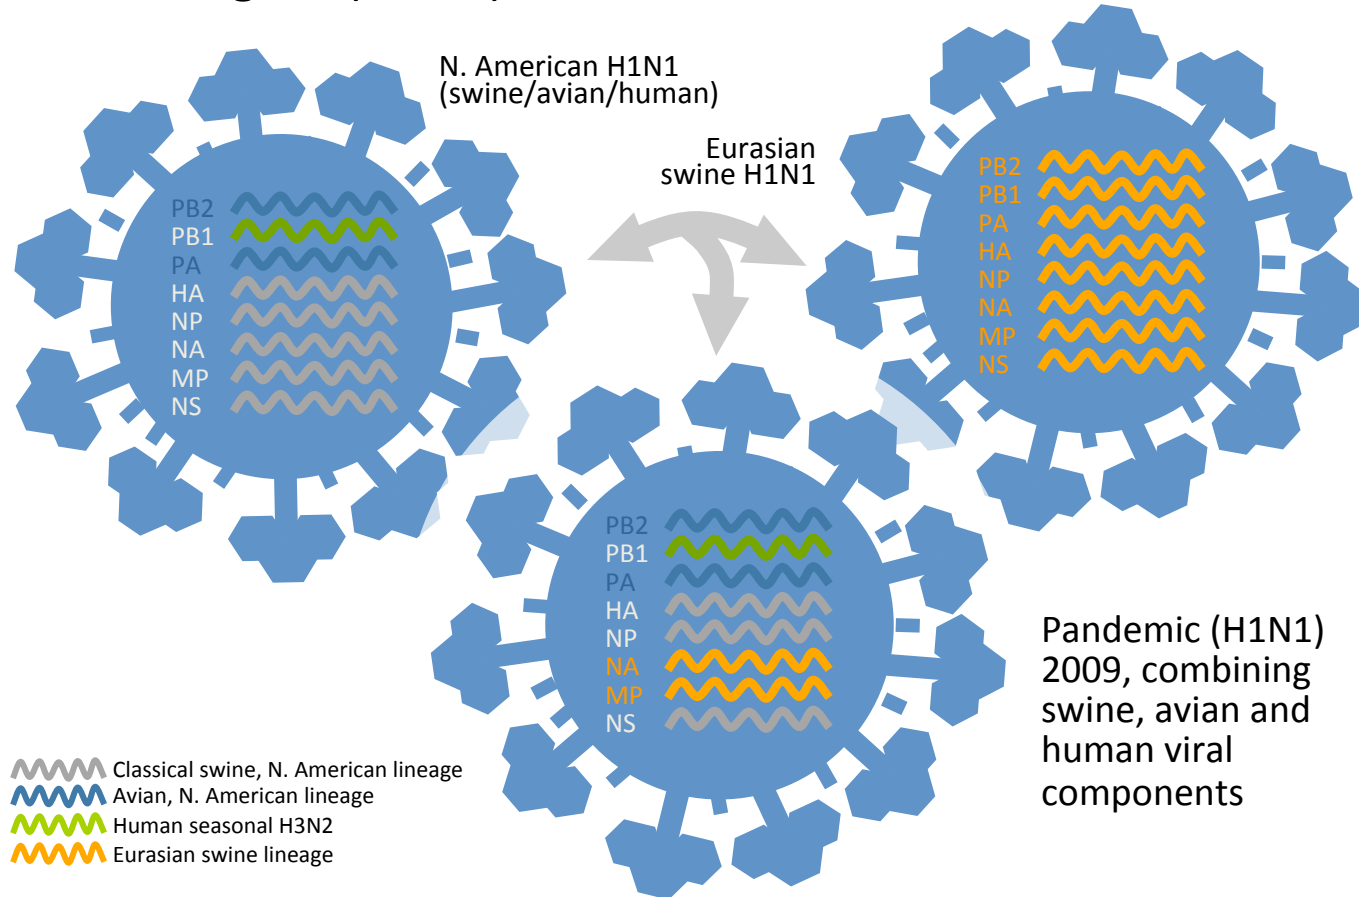 N. American H1N1
(swine/avian/human)
Eurasian
swine H1N1
PB2
PB1
PA
HA
NP
NA
MP
NS
PB2
PB1
PA
HA
NP
NA
MP
NS
PB2
PB1
PA
HA
NP
NA
MP
NS
Pandemic (H1N1)
2009, combining
swine, avian and
human viral
components
Classical swine, N. American lineage
Avian, N. American lineage
Human seasonal H3N2
Eurasian swine lineage